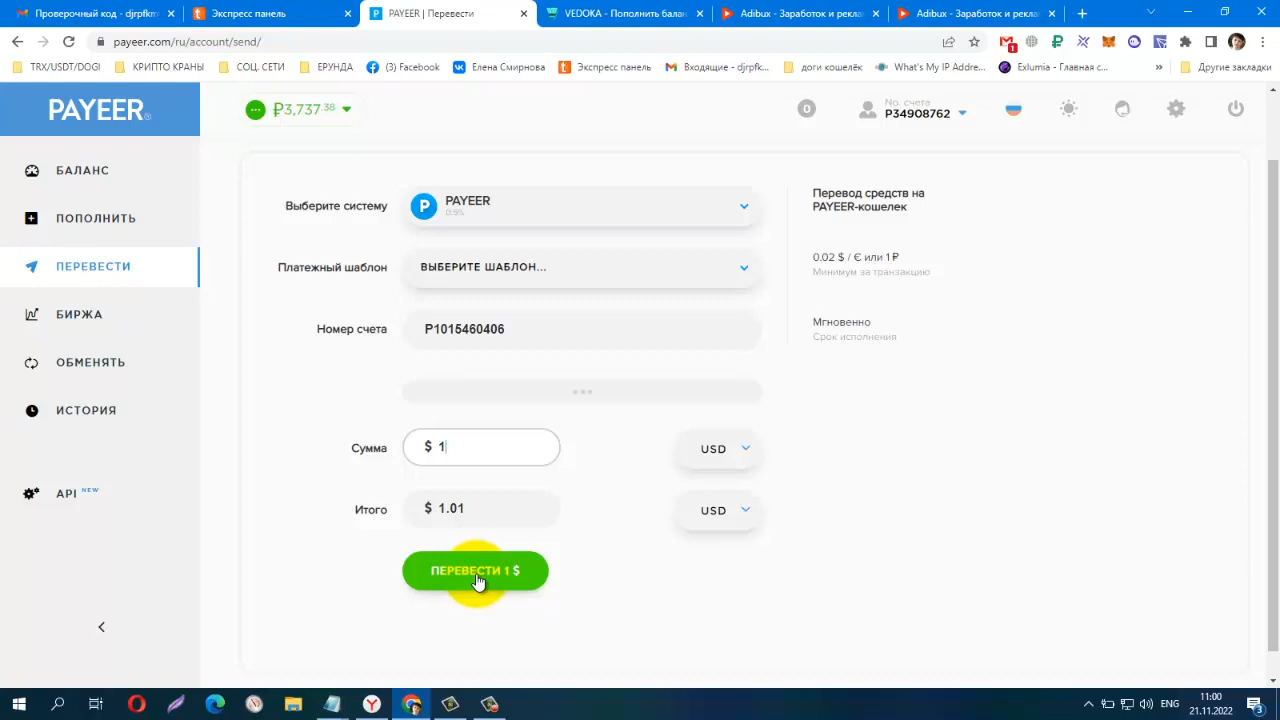 Проверочный код - djrpfkm
Экспресс панель
PAYEER | Перевести
VEDOKA - Пополнить балан
Adibux - Заработок и рекла
Adibux - Заработок и рекла
payeer.com/ru/account/send/
1
TRX/USDT/DOGI
КРИПТО КРАНЫ
СОЦ. СЕТИ
ЕРУНДА
(3) Facebook
Елена Смирнова
Экспресс панель
Входящие - djrpfk...
доги кошелёк
What's My IP Addre...
Exlumia - Главная с...
»
Другие закладки
PAYEER®
₽3,737.38
0
No. счета
P34908762
БАЛАНС
ПОПОЛНИТЬ
ПЕРЕВЕСТИ
БИРЖА
ОБМЕНЯТЬ
ИСТОРИЯ
API NEW
Выберите систему
PAYEER
0.9%
Платежный шаблон
ВЫБЕРИТЕ ШАБЛОН...
Номер счета
P1015460406
Сумма
$ 1
USD
Итого
$ 1.01
USD
ПЕРЕВЕСТИ 1 $
Перевод средств на
PAYEER-кошелек
0.02 $ / € или 1 ₽
Минимум за транзакцию
Мгновенно
Срок исполнения
ENG
11:00
21.11.2022
3